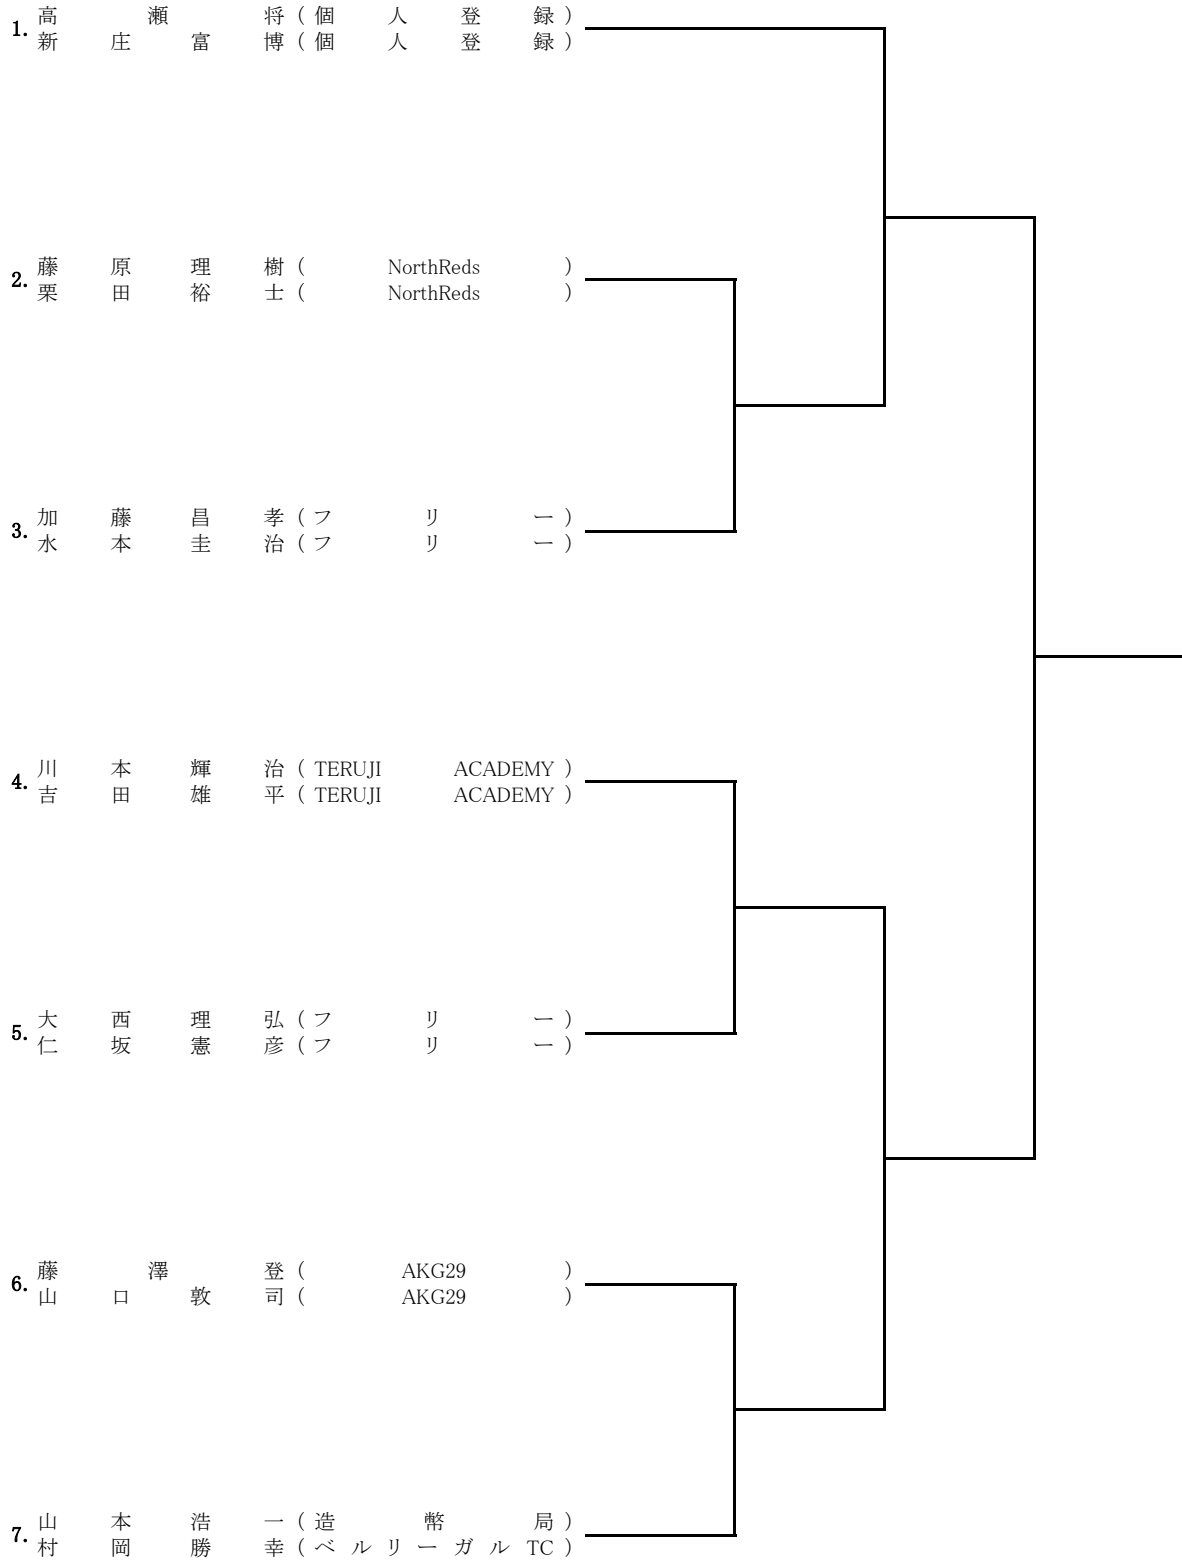 1. 高瀬将(個人登録)
新庄富博(個人登録)
2. 藤原理樹(NorthReds)
栗田裕士(NorthReds)
3. 加藤昌孝(フリー)
水本圭治(フリー)
4. 川本輝治(TERUJI ACADEMY)
吉田雄平(TERUJI ACADEMY)
5. 大西理弘(フリー)
仁坂憲彦(フリー)
6. 藤澤登(AKG29)
山口敦司(AKG29)
7. 山本浩一(造幣局)
村岡勝幸(ベルリーガルTC)